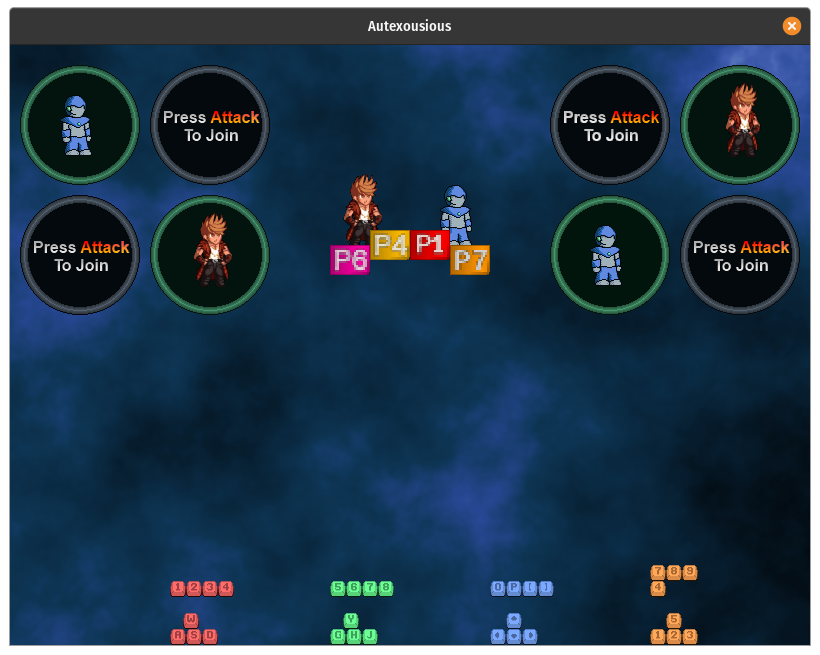 Autexousious
Press Attack
To Join
Press Attack
To Join
Press Attack
To Join
Press Attack
To Join
P4 P1
P6 P7
7 8 9
1 2 3 4
5 6 7 8
O P [ ]
4
W
Y
5
A S D
G H J
1 2 3